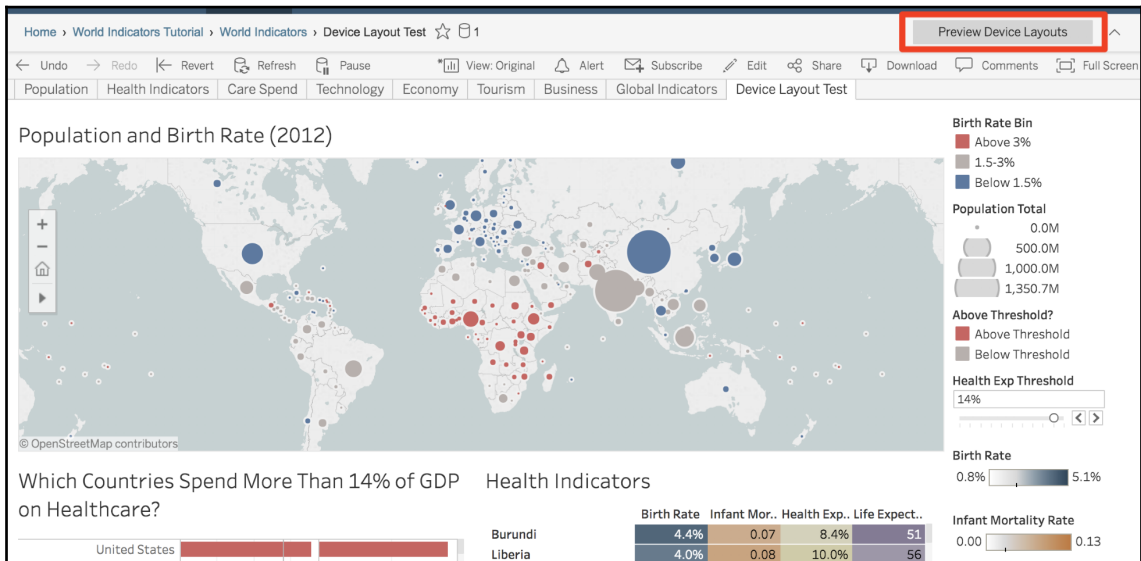 Home › World Indicators Tutorial › World Indicators › Device Layout Test 1
Preview Device Layouts
Undo Redo Revert Refresh Pause View: Original Alert Subscribe Edit Share Download Comments Full Screen
Population Health Indicators Care Spend Technology Economy Tourism Business Global Indicators Device Layout Test
Population and Birth Rate (2012)
© OpenStreetMap contributors
Birth Rate Bin
Above 3%
1.5-3%
Below 1.5%
Population Total
0.0M
500.0M
1,000.0M
1,350.7M
Above Threshold?
Above Threshold
Below Threshold
Health Exp Threshold
14%
Birth Rate
0.8% 5.1%
Infant Mortality Rate
0.00 0.13
Which Countries Spend More Than 14% of GDP
on Healthcare?
United States
Health Indicators
Birth Rate Infant Mor.. Health Exp.. Life Expect..
Burundi 4.4% 0.07 8.4% 51
Liberia 4.0% 0.08 10.0% 56